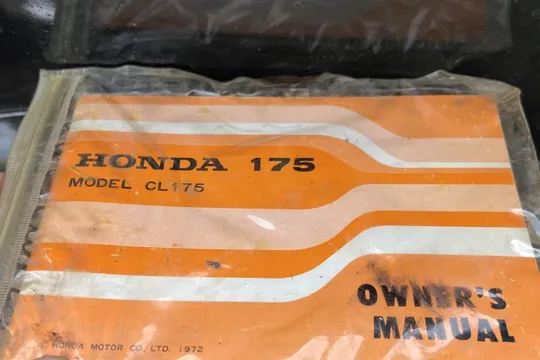 HONDA 175
MODEL CL175
OWNER'S
MANUAL
© HONDA MOTOR CO., LTD. 1972